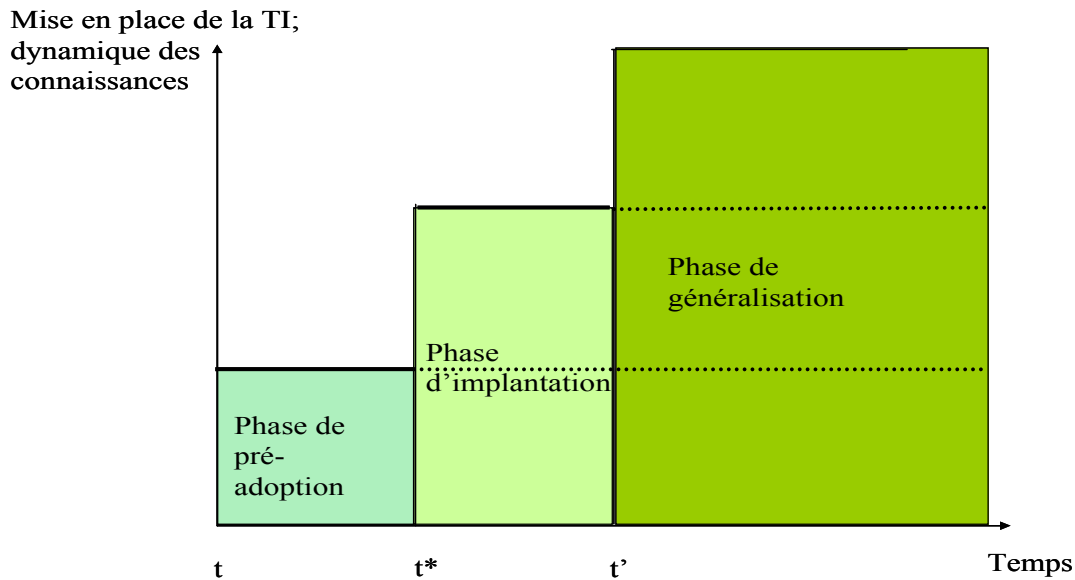 Mise en place de la TI;
dynamique des
connaissances
Phase de
généralisation
Phase
d’implantation
Phase de
pré-
adoption
t
t*
t’
Temps